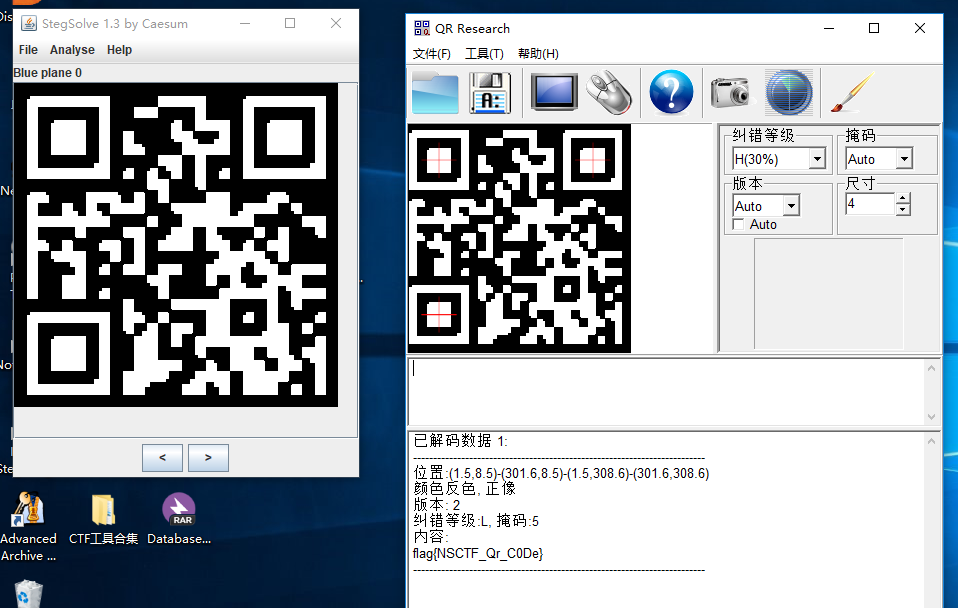 StegSolve 1.3 by Caesum
File Analyse Help
Blue plane 0
< >
QR Research
文件(F) 工具(T) 帮助(H)
A:
?
纠错等级
H(30%)
掩码
Auto
版本
Auto
Auto
尺寸
4
已解码数据 1:
位置:(1.5,8.5)-(301.6,8.5)-(1.5,308.6)-(301.6,308.6)
颜色反色, 正像
版本: 2
纠错等级:L, 掩码:5
内容:
flag{NSCTF_Qr_C0De}
Advanced
Archive ...
CTF工具合集
RAR
Database...